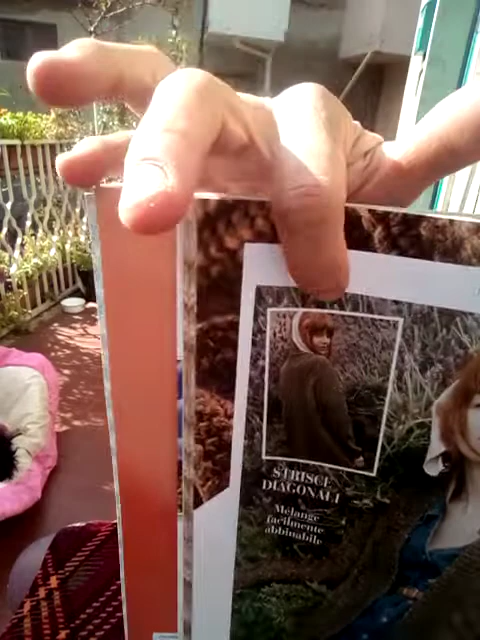 STRISCE
DIAGONALI
Mélange
facilmente
abbinabile